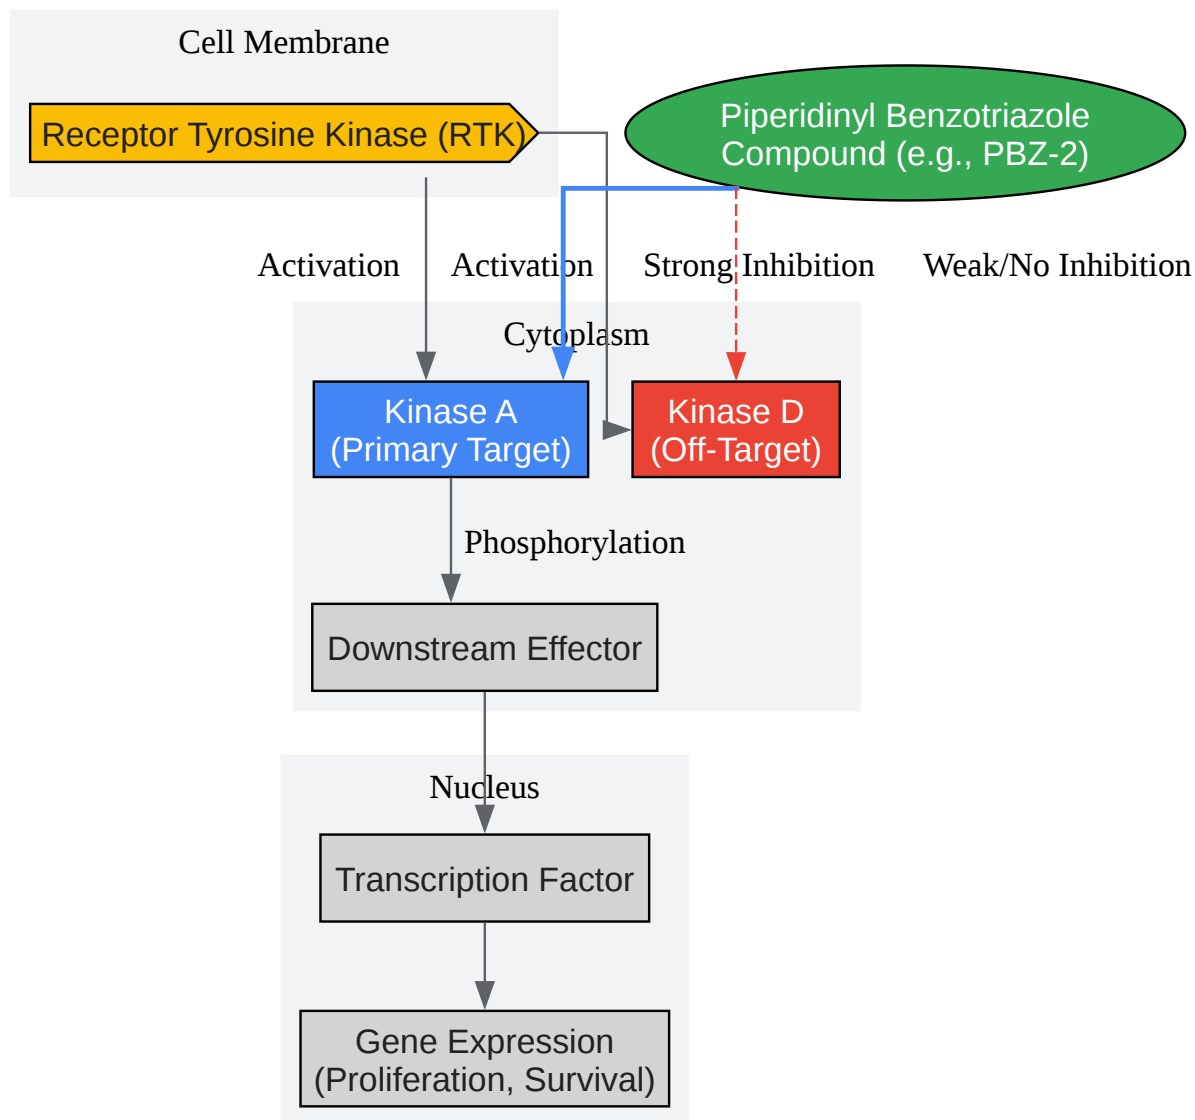 Cell Membrane
Receptor Tyrosine Kinase (RTK)
Piperidinyl Benzotriazole
Compound (e.g., PBZ-2)
Activation
Activation
Strong Inhibition
Weak/No Inhibition
Cytoplasm
Kinase A
(Primary Target)
Kinase D
(Off-Target)
Phosphorylation
Downstream Effector
Nucleus
Transcription Factor
Gene Expression
(Proliferation, Survival)